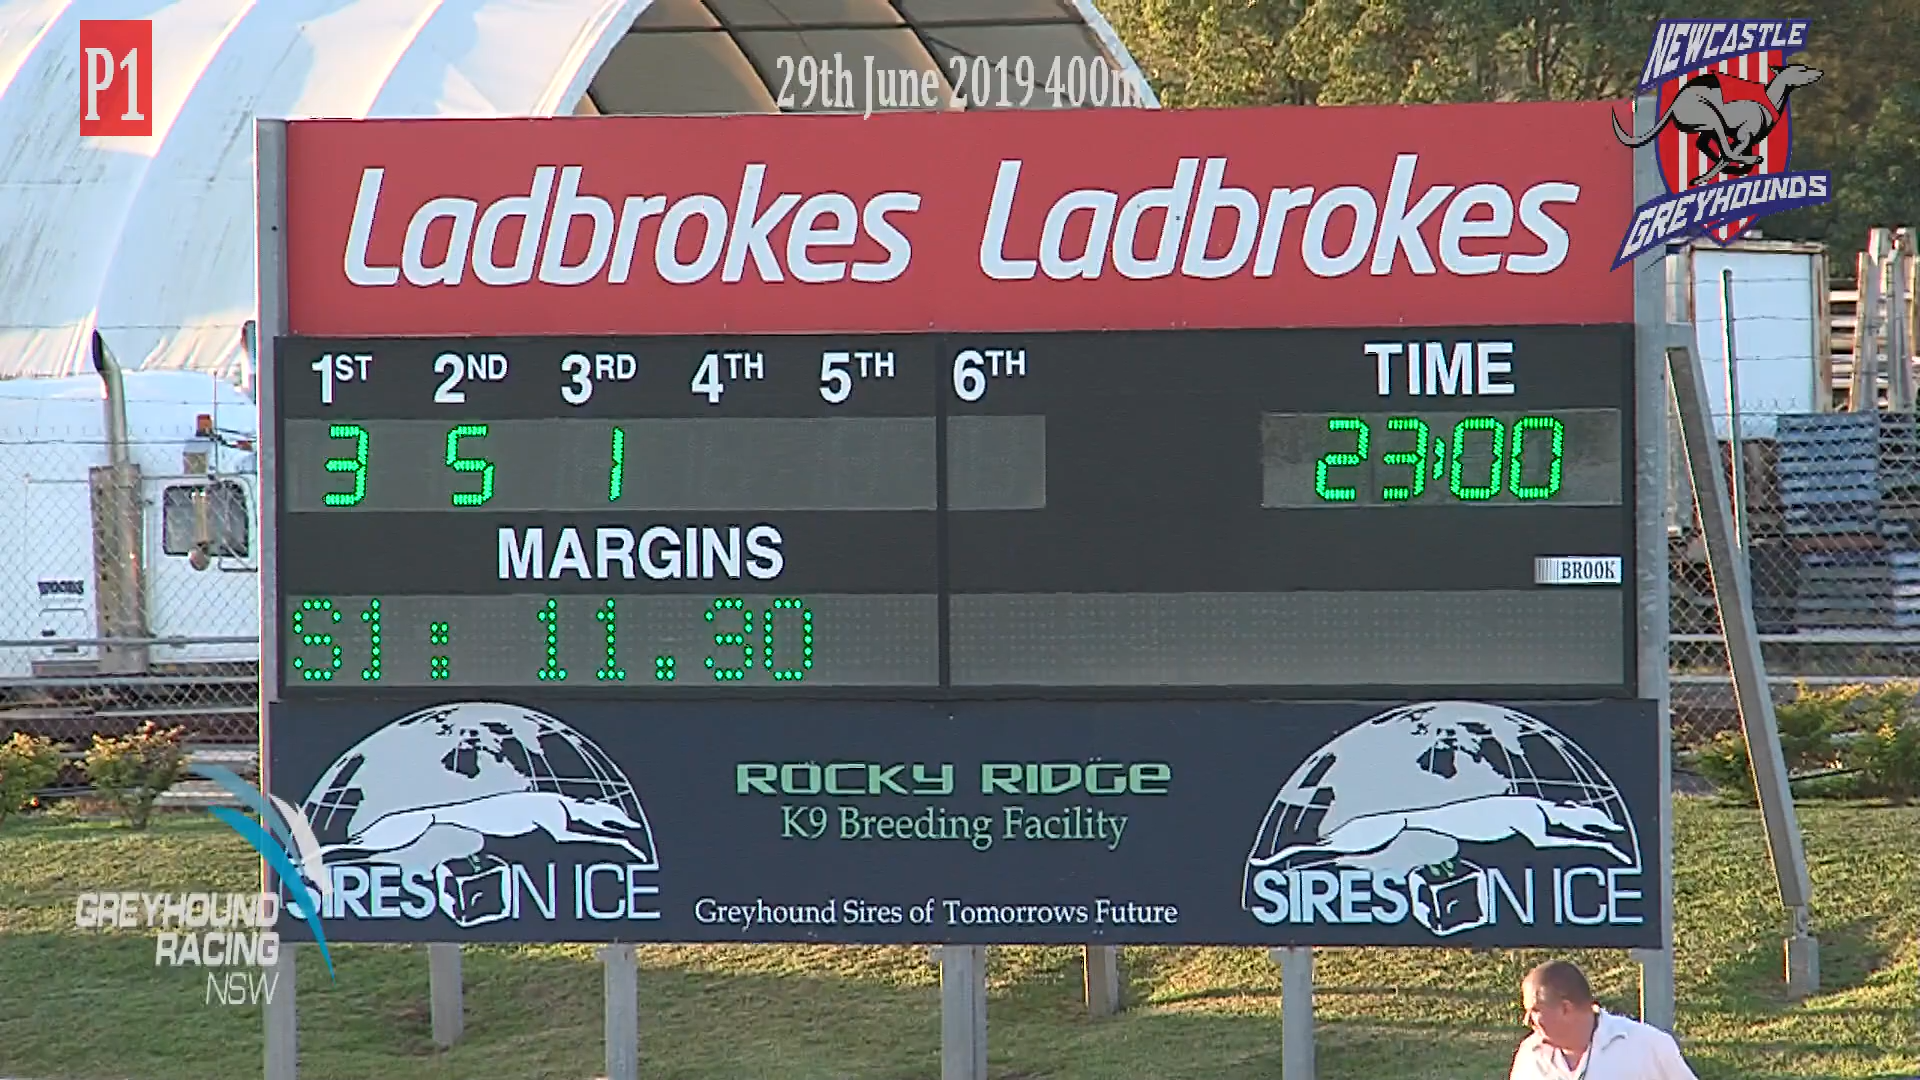 P1
29th June 2019 400m
NEWCASTLE
GREYHOUNDS
Ladbrokes Ladbrokes
1ST 2ND 3RD 4TH 5TH 6TH TIME
3 5 1 23:00
MARGINS
BROOK
S1: 11.30
WOODS
ROCKY RIDGE
K9 Breeding Facility
SIRES ON ICE
Greyhound Sires of Tomorrows Future
SIRES ON ICE
GREYHOUND
RACING
NSW